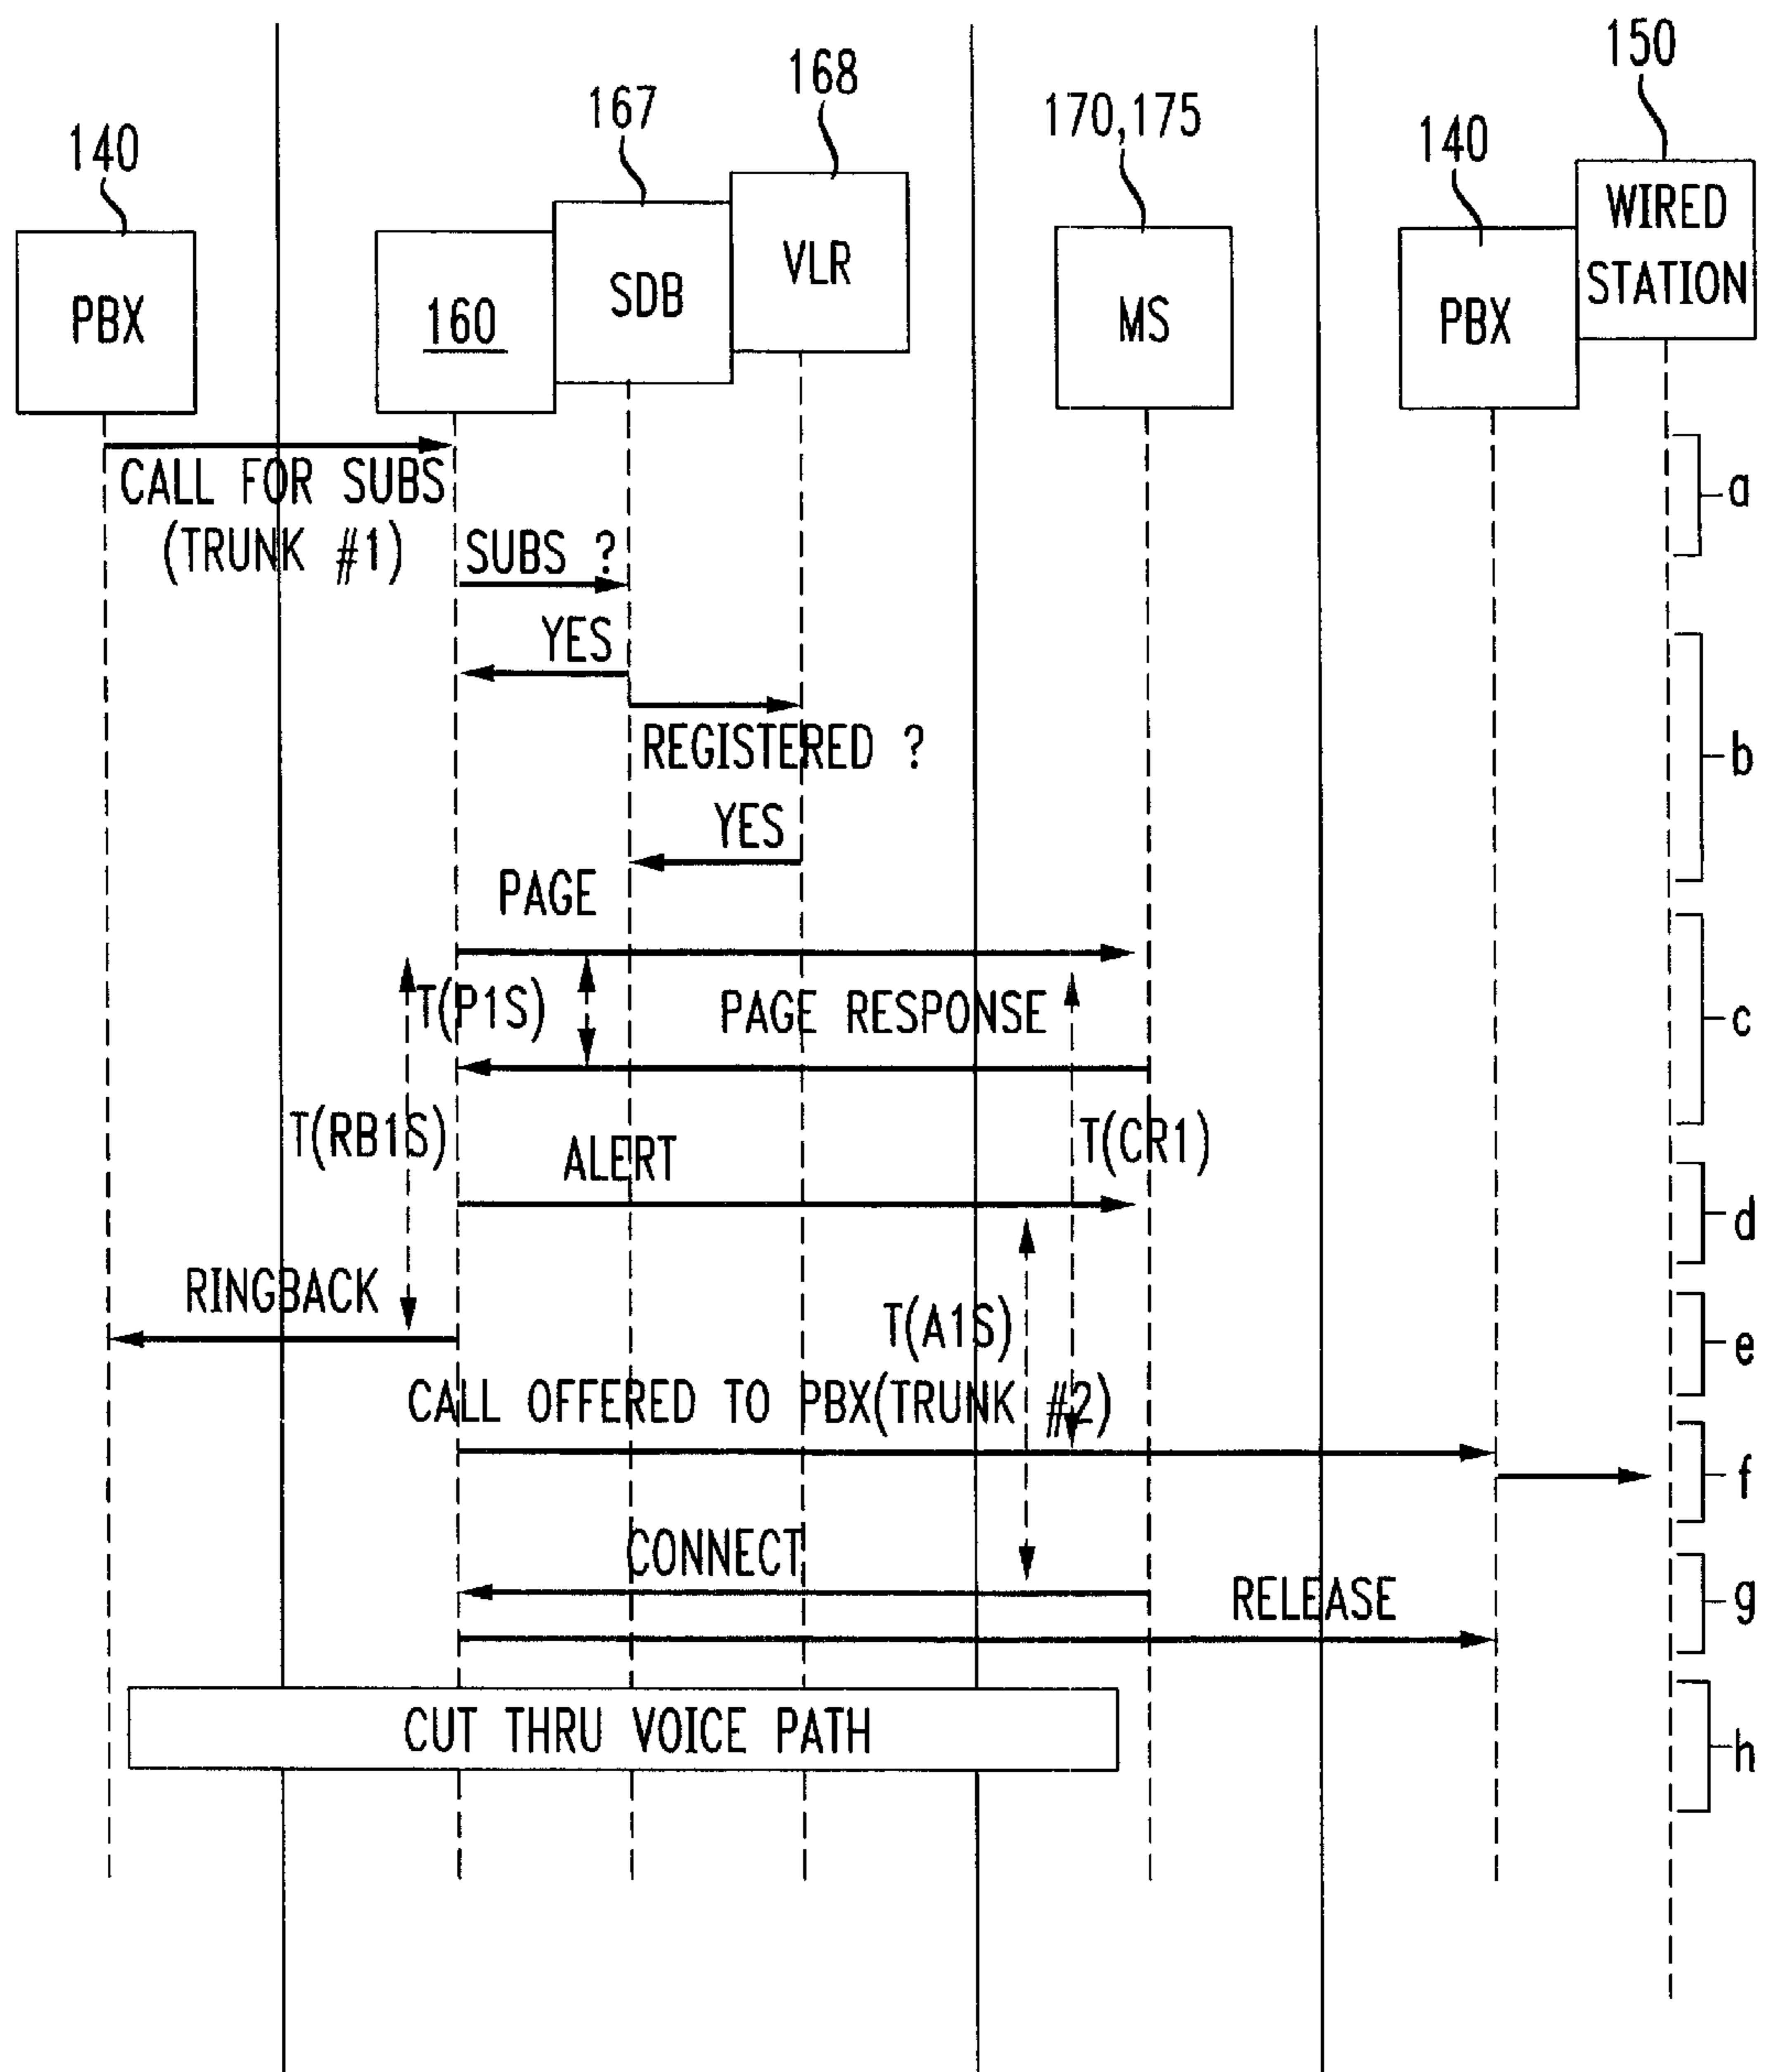 150
168
167
170,175
140
140
WIRED
STATION
VLR
SDB
PBX
160
MS
PBX
CALL FOR SUBS
(TRUNK #1)
a
SUBS ?
YES
REGISTERED ?
b
YES
PAGE
T(P1S)
PAGE RESPONSE
c
T(RB1S)
ALERT
T(CR1)
d
RINGBACK
T(A1S)
e
CALL OFFERED TO PBX(TRUNK #2)
f
CONNECT
RELEASE
g
CUT THRU VOICE PATH
h